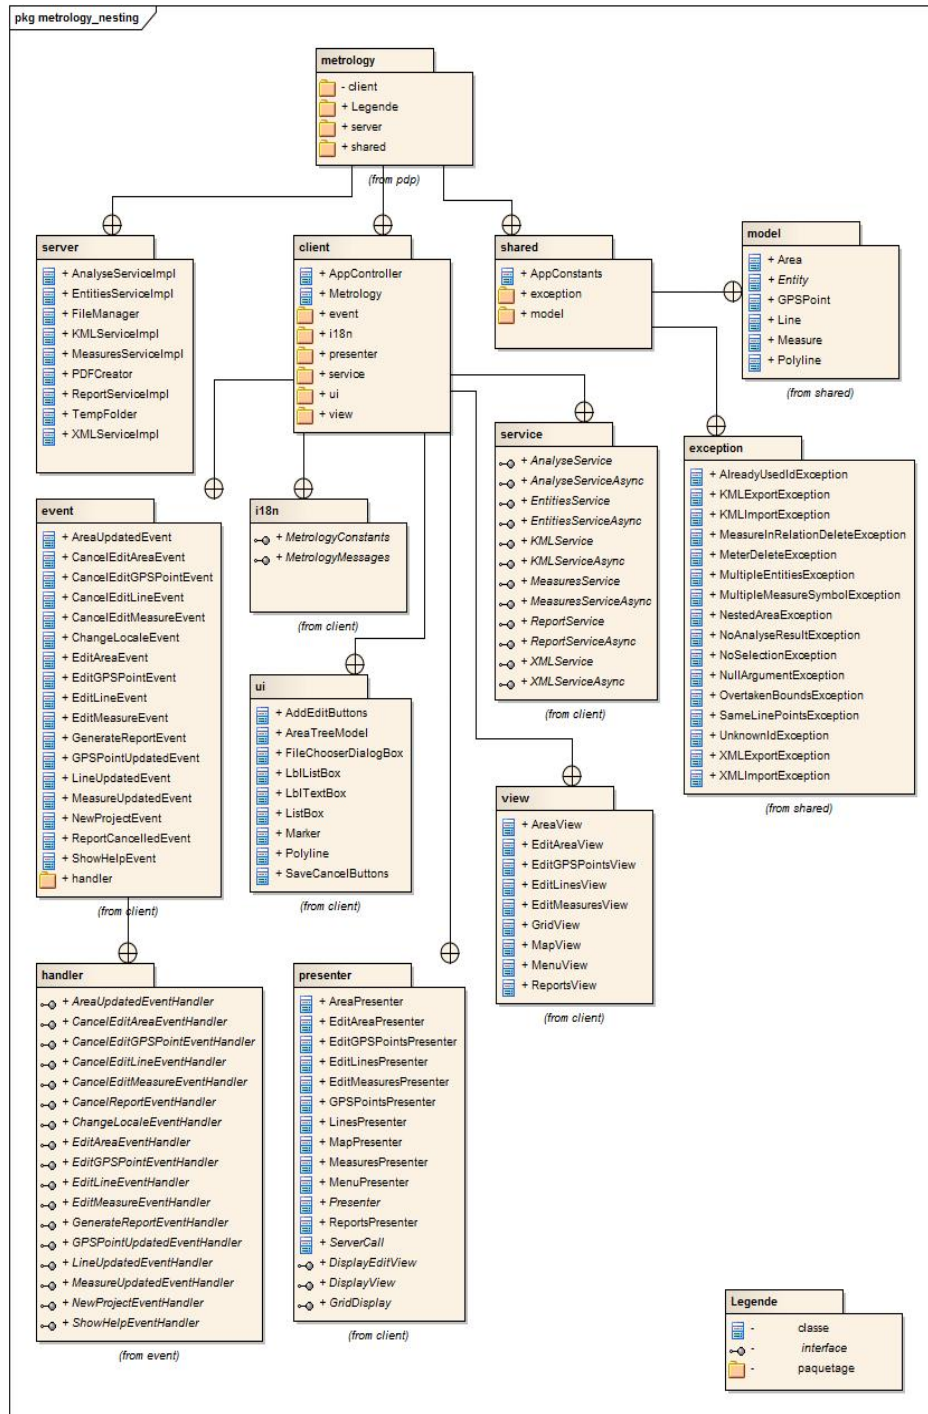 pkg metrology_nesting
metrology
- client
+ Legende
+ server
+ shared
(from pdp)
server
+ AnalyseServiceImpl
+ EntitiesServiceImpl
+ FileManager
+ KMLServiceImpl
+ MeasuresServiceImpl
+ PDFCreator
+ ReportServiceImpl
+ TempFolder
+ XMLServiceImpl
client
+ AppController
+ Metrology
+ event
+ i18n
+ presenter
+ service
+ ui
+ view
shared
+ AppConstants
+ exception
+ model
model
+ Area
+ Entity
+ GPSPoint
+ Line
+ Measure
+ Polyline
(from shared)
service
+ AnalyseService
+ AnalyseServiceAsync
+ EntitiesService
+ EntitiesServiceAsync
+ KMLService
+ KMLServiceAsync
+ MeasuresService
+ MeasuresServiceAsync
+ ReportService
+ ReportServiceAsync
+ XMLService
+ XMLServiceAsync
(from client)
exception
+ AlreadyUsedIdException
+ KMLExportException
+ KMLImportException
+ MeasureInRelationDeleteException
+ MeterDeleteException
+ MultipleEntitiesException
+ MultipleMeasureSymbolException
+ NestedAreaException
+ NoAnalyseResultException
+ NoSelectionException
+ NullArgumentException
+ OvertakenBoundsException
+ SameLinePointsException
+ UnknownIdException
+ XMLExportException
+ XMLImportException
(from shared)
event
+ AreaUpdatedEvent
+ CancelEditAreaEvent
+ CancelEditGPSPointEvent
+ CancelEditLineEvent
+ CancelEditMeasureEvent
+ ChangeLocaleEvent
+ EditAreaEvent
+ EditGPSPointEvent
+ EditLineEvent
+ EditMeasureEvent
+ GenerateReportEvent
+ GPSPointUpdatedEvent
+ LineUpdatedEvent
+ MeasureUpdatedEvent
+ NewProjectEvent
+ ReportCancelledEvent
+ ShowHelpEvent
+ handler
(from client)
i18n
+ MetrologyConstants
+ MetrologyMessages
(from client)
ui
+ AddEditButtons
+ AreaTreeModel
+ FileChooserDialogBox
+ LblListBox
+ LblTextBox
+ ListBox
+ Marker
+ Polyline
+ SaveCancelButtons
(from client)
view
+ AreaView
+ EditAreaView
+ EditGPSPointsView
+ EditLinesView
+ EditMeasuresView
+ GridView
+ MapView
+ MenuView
+ ReportsView
(from client)
handler
+ AreaUpdatedEventHandler
+ CancelEditAreaEventHandler
+ CancelEditGPSPointEventHandler
+ CancelEditLineEventHandler
+ CancelEditMeasureEventHandler
+ CancelReportEventHandler
+ ChangeLocaleEventHandler
+ EditAreaEventHandler
+ EditGPSPointEventHandler
+ EditLineEventHandler
+ EditMeasureEventHandler
+ GenerateReportEventHandler
+ GPSPointUpdatedEventHandler
+ LineUpdatedEventHandler
+ MeasureUpdatedEventHandler
+ NewProjectEventHandler
+ ShowHelpEventHandler
(from event)
presenter
+ AreaPresenter
+ EditAreaPresenter
+ EditGPSPointsPresenter
+ EditLinesPresenter
+ EditMeasuresPresenter
+ GPSPointsPresenter
+ LinesPresenter
+ MapPresenter
+ MeasuresPresenter
+ MenuPresenter
+ Presenter
+ ReportsPresenter
+ ServerCall
+ DisplayEditView
+ DisplayView
+ GridDisplay
(from client)
Legende
- classe
- interface
- paquetage